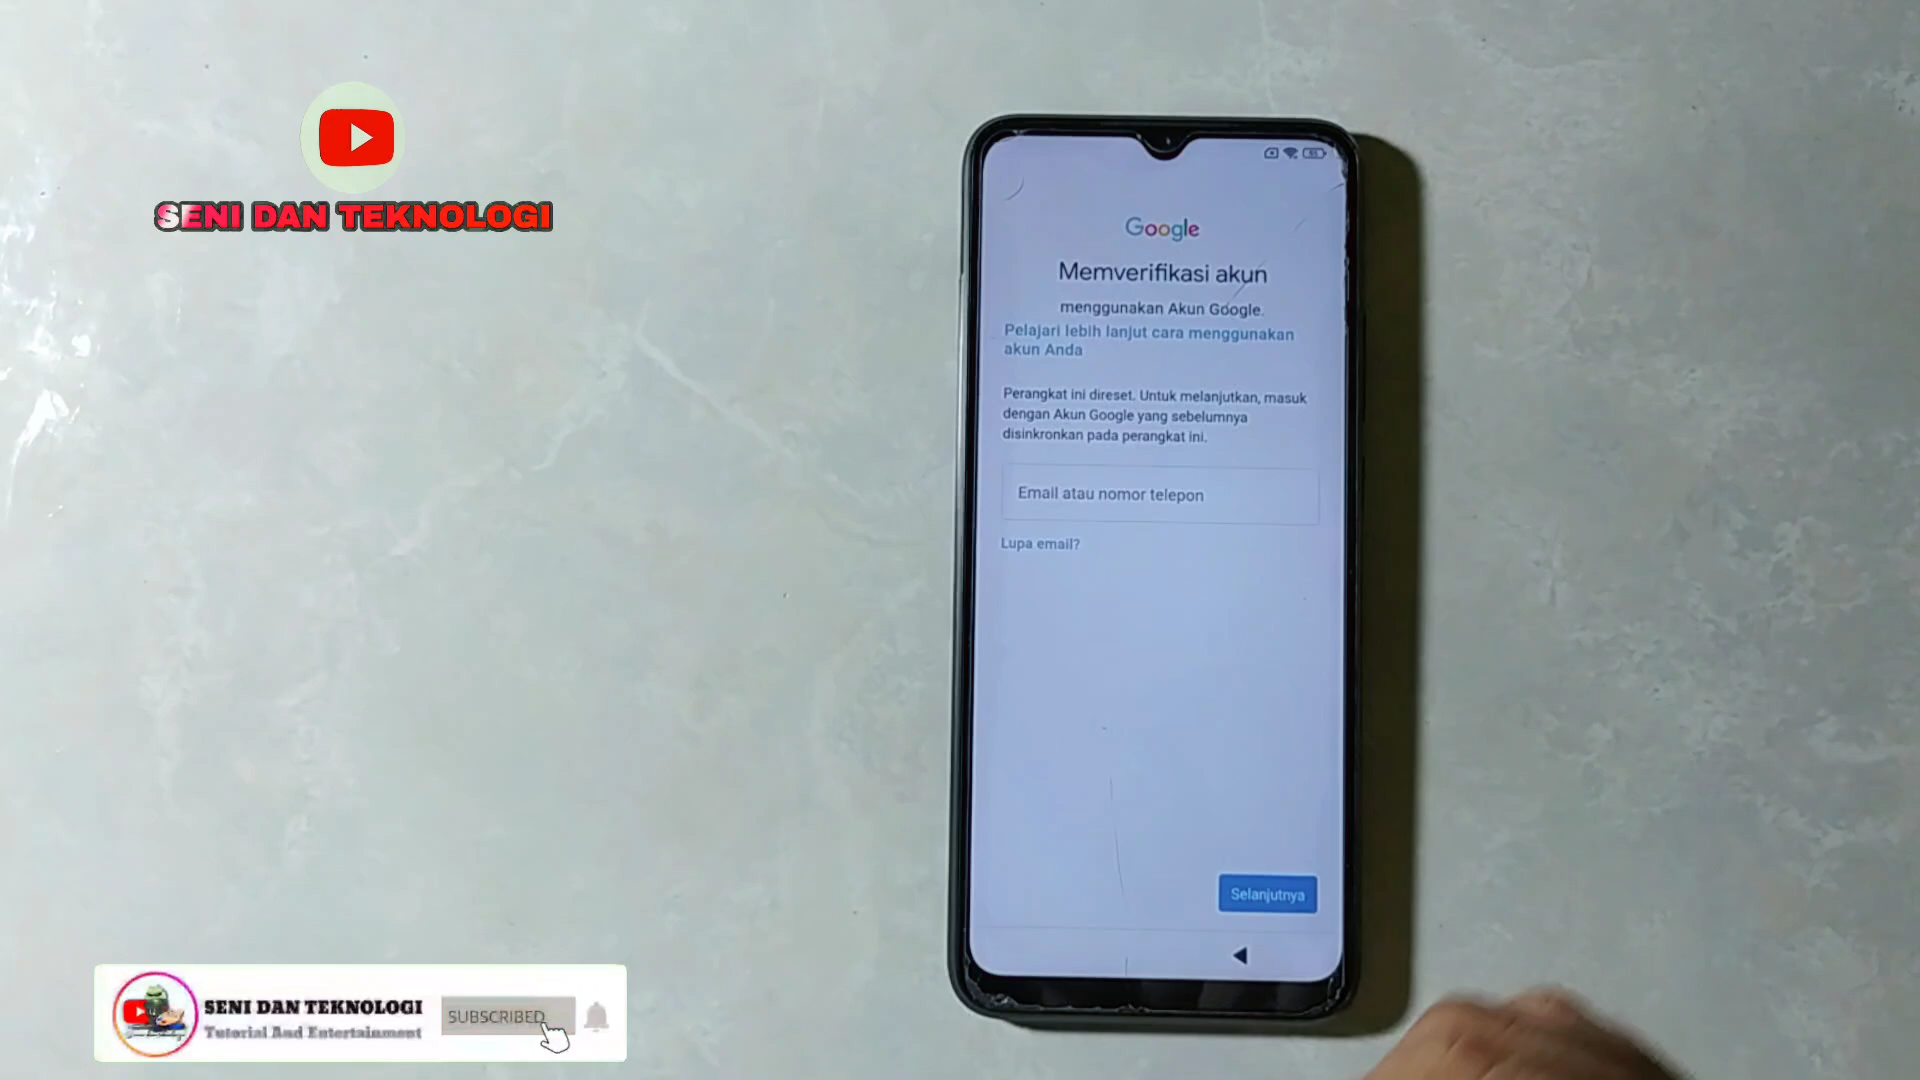 SENI DAN TEKNOLOGI
Google
Memverifikasi akun
menggunakan Akun Google.
Pelajari lebih lanjut cara menggunakan
akun Anda
Perangkat ini direset. Untuk melanjutkan, masuk
dengan Akun Google yang sebelumnya
disinkronkan pada perangkat ini.
Email atau nomor telepon
Lupa email?
Selanjutnya
SENI DAN TEKNOLOGI
Tutorial And Entertainment
SUBSCRIBED